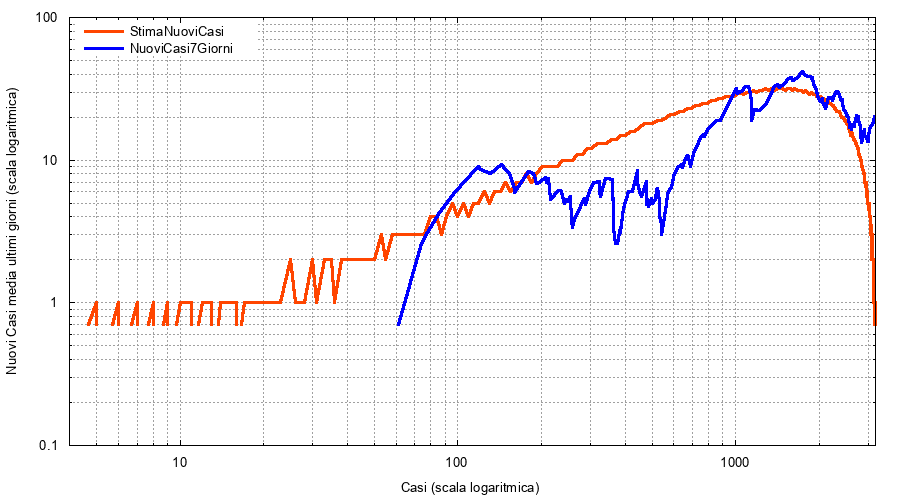 100
StimaNuoviCasi
NuoviCasi7Giorni
10
1
0.1
10
100
1000
Nuovi Casi media ultimi giorni (scala logaritmica)
Casi (scala logaritmica)